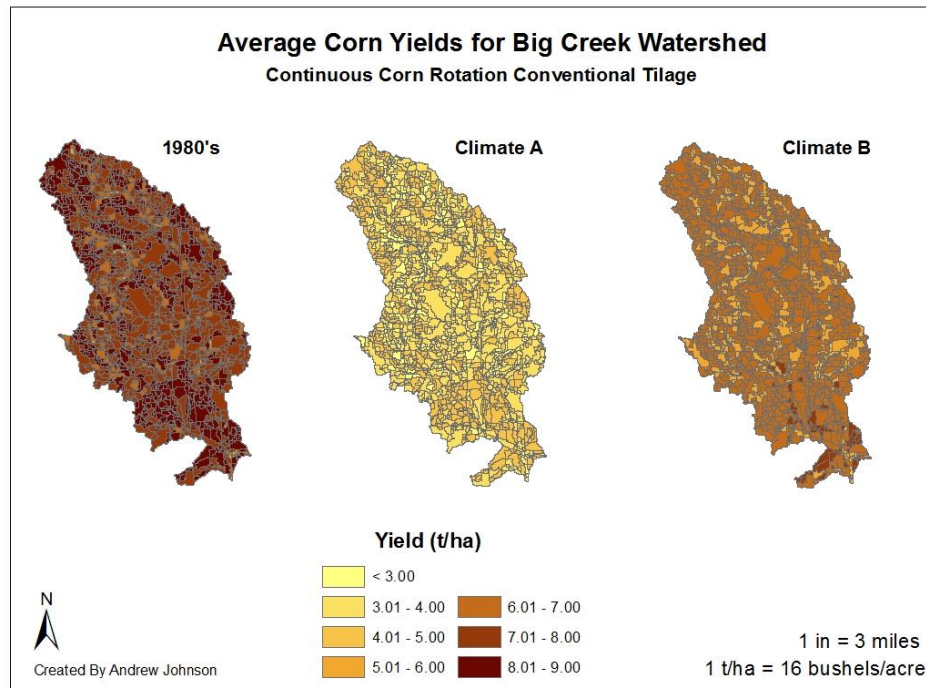 Average Corn Yields for Big Creek Watershed
Continuous Corn Rotation Conventional Tilage
1980's
Climate A
Climate B
Yield (t/ha)
< 3.00
3.01 - 4.00
4.01 - 5.00
5.01 - 6.00
6.01 - 7.00
7.01 - 8.00
8.01 - 9.00
N
Created By Andrew Johnson
1 in = 3 miles
1 t/ha = 16 bushels/acre